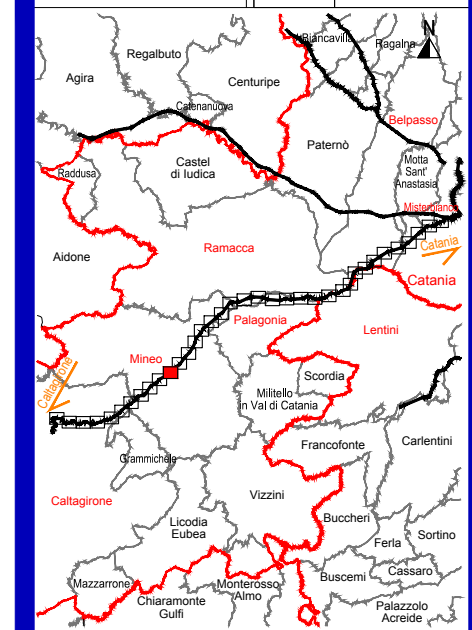 N
Biancavilla
Ragalna
Regalbuto
Agira
Centuripe
Catenanuova
Belpasso
Paternò
Motta
Sant'
Anastasia
Castel
di Iudica
Raddusa
Misterbianco
Catania
Ramacca
Aidone
Catania
Palagonia
Lentini
Mineo
Caltagirone
Scordia
Militello
in Val di Catania
Francofonte
Carlentini
Grammichele
Vizzini
Caltagirone
Licodia
Eubea
Buccheri
Ferla
Sortino
Cassaro
Buscemi
Mazzarrone
Monterosso
Almo
Chiaramonte
Gulfi
Palazzolo
Acreide